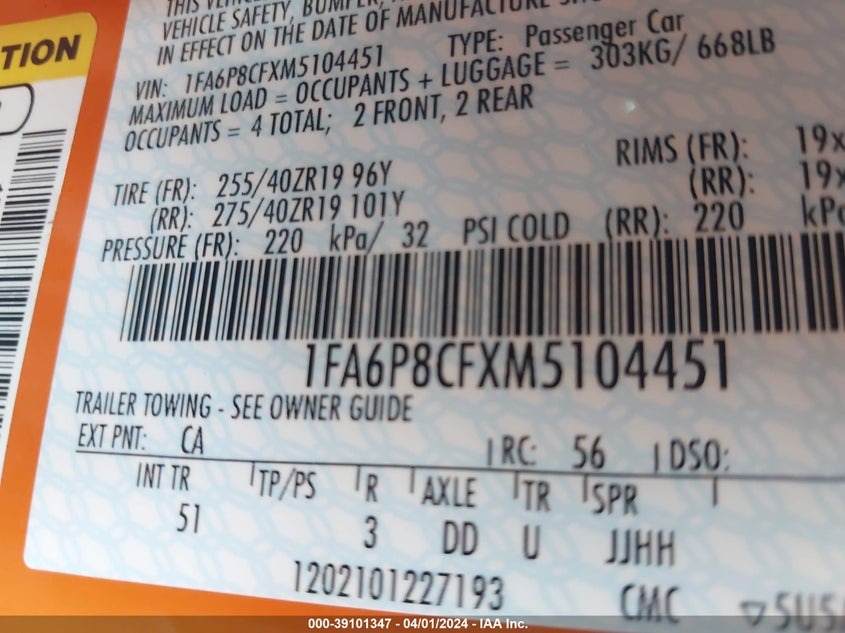 THIS
VEHICLE SAFETY, BUMPER,
IN EFFECT ON THE DATE OF MANUFACTURE
TION
VIN: 1FA6P8CFXM5104451 TYPE: Passenger Car
MAXIMUM LOAD = OCCUPANTS + LUGGAGE = 303KG/ 668LB
OCCUPANTS = 4 TOTAL; 2 FRONT, 2 REAR
TIRE (FR): 255/40ZR19 96Y RIMS (FR): 19x
(RR): 275/40ZR19 101Y (RR): 19x
PRESSURE (FR): 220 kPa/ 32 PSI COLD (RR): 220 kPa
1FA6P8CFXM5104451
TRAILER TOWING - SEE OWNER GUIDE
EXT PNT: CA RC: 56 DSO:
INT TR TP/PS R AXLE TR SPR
51 3 DD U JJHH
1202101227193 CMC
000-39101347 - 04/01/2024 - IAA Inc.